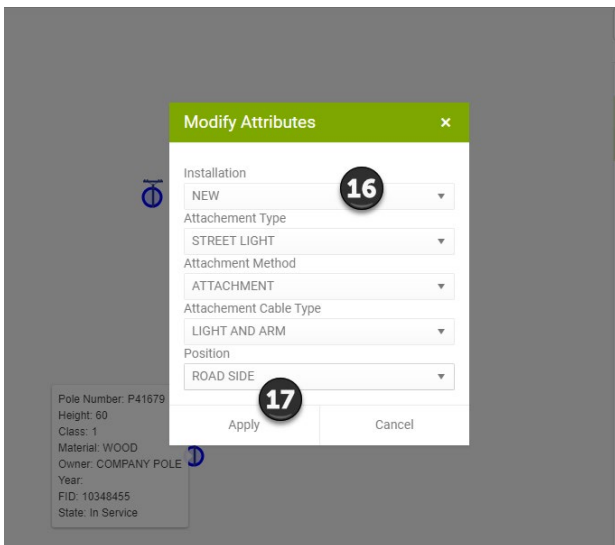 Modify Attributes ×
Installation
16
NEW
Attachement Type
STREET LIGHT
Attachment Method
ATTACHMENT
Attachement Cable Type
LIGHT AND ARM
Position
ROAD SIDE
17
Apply Cancel
Pole Number: P41679
Height: 60
Class: 1
Material: WOOD
Owner: COMPANY POLE
Year:
FID: 10348455
State: In Service